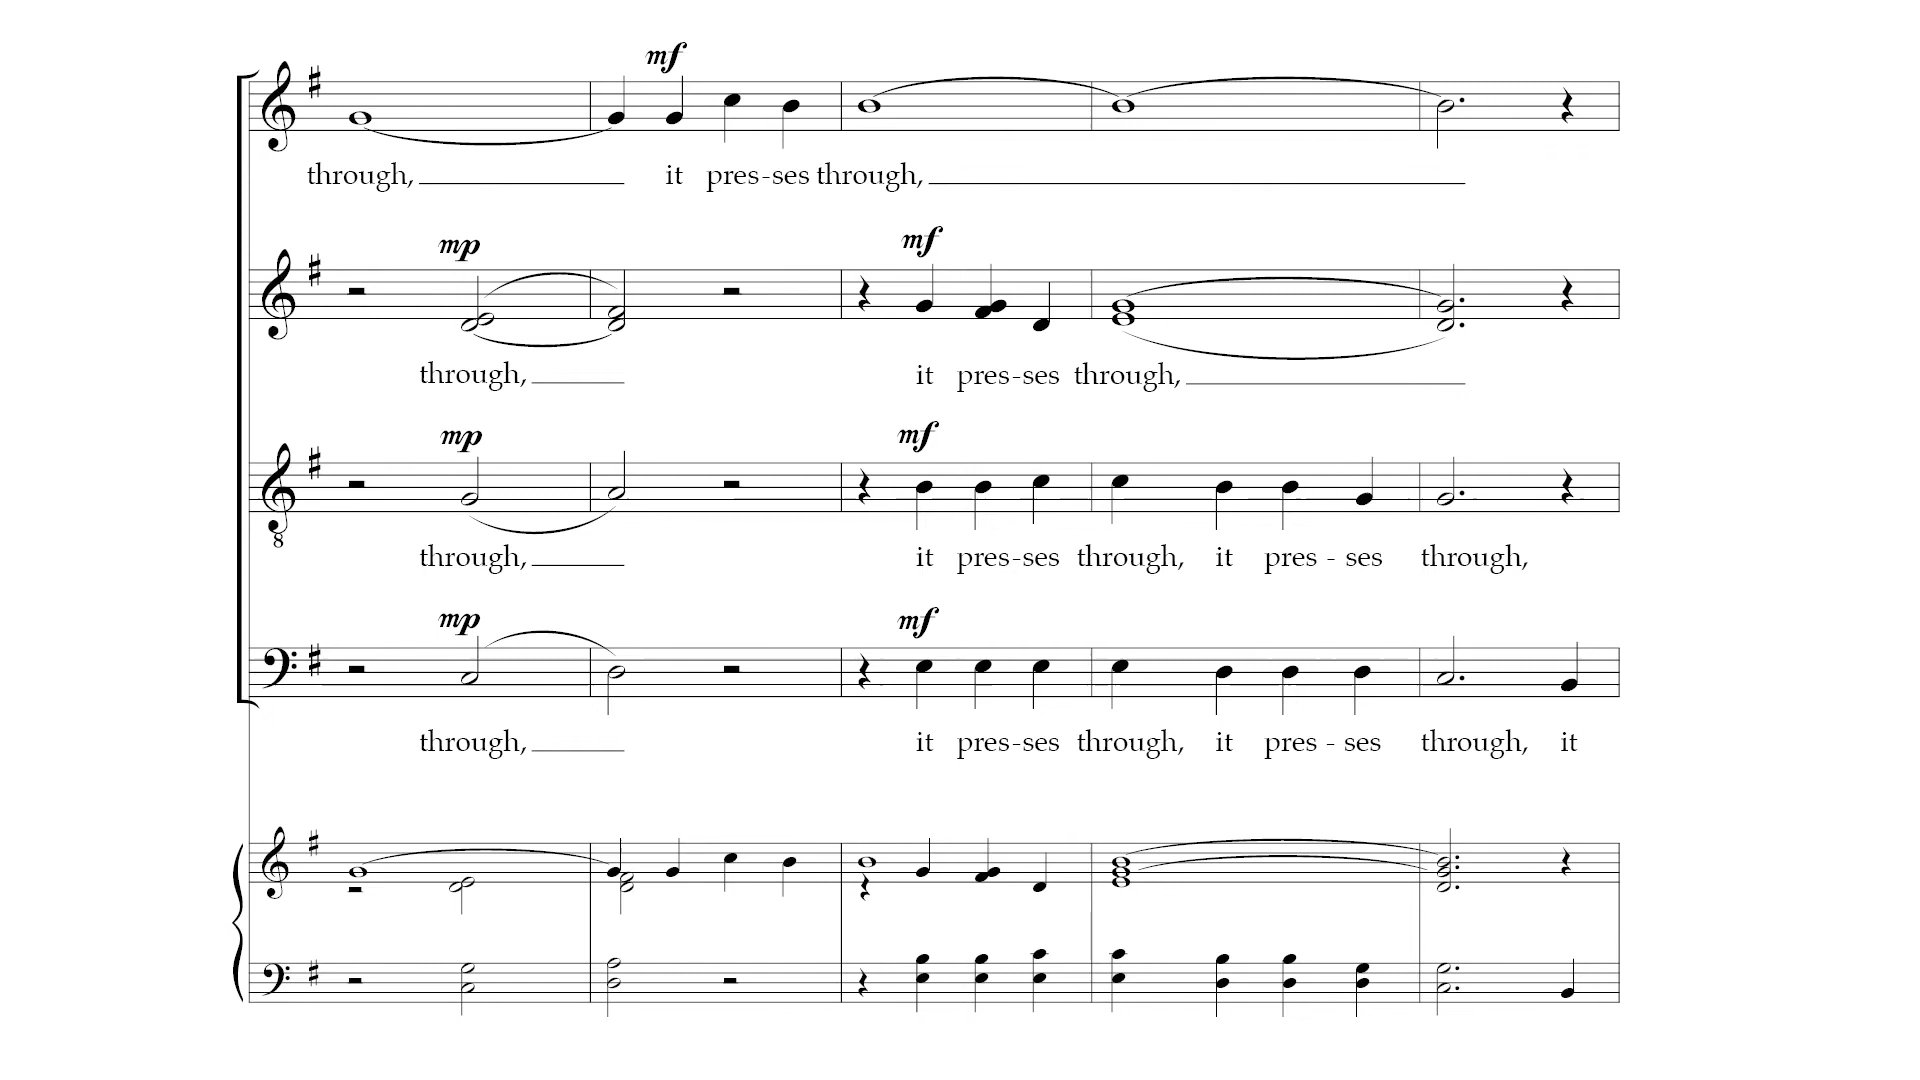 mf
through, it pres-ses through,
mp mf
through, it pres-ses through,
mp mf
8
through, it pres-ses through, it pres - ses through,
mp mf
through, it pres-ses through, it pres - ses through, it